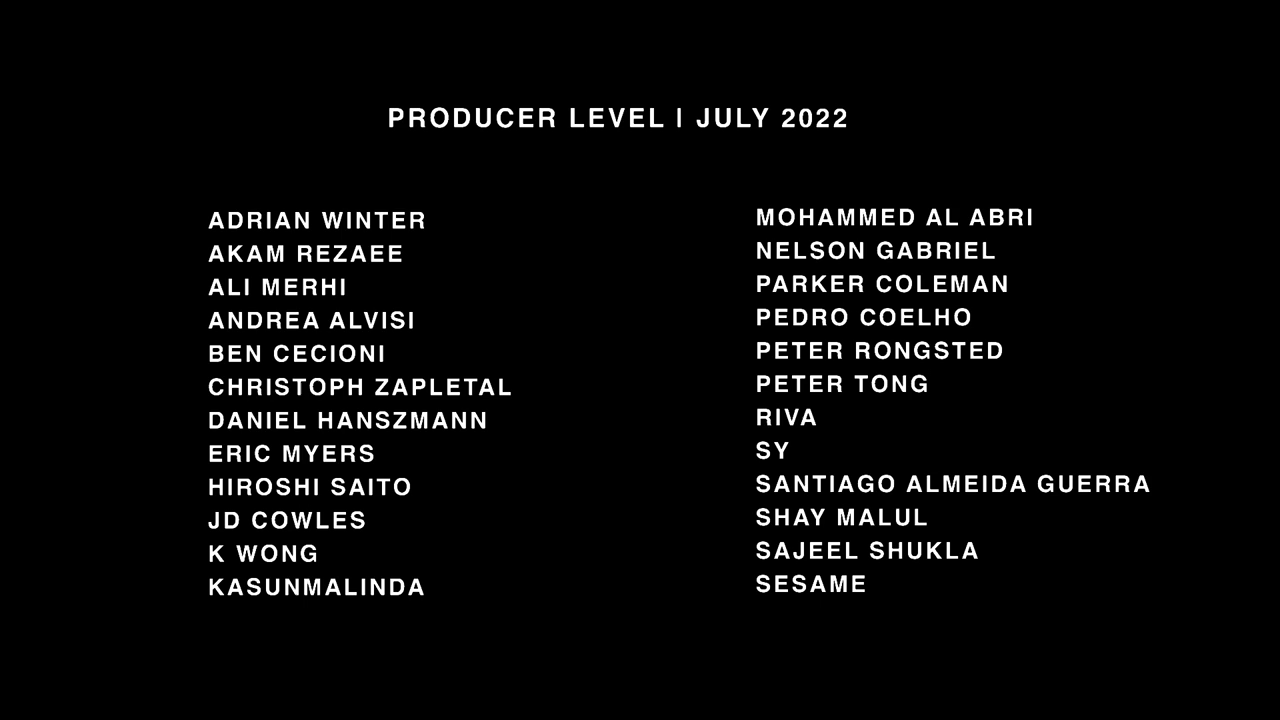 PRODUCER LEVEL | JULY 2022
ADRIAN WINTER
AKAM REZAEE
ALI MERHI
ANDREA ALVISI
BEN CECIONI
CHRISTOPH ZAPLETAL
DANIEL HANSZMANN
ERIC MYERS
HIROSHI SAITO
JD COWLES
K WONG
KASUNMALINDA
MOHAMMED AL ABRI
NELSON GABRIEL
PARKER COLEMAN
PEDRO COELHO
PETER RONGSTED
PETER TONG
RIVA
SY
SANTIAGO ALMEIDA GUERRA
SHAY MALUL
SAJEEL SHUKLA
SESAME